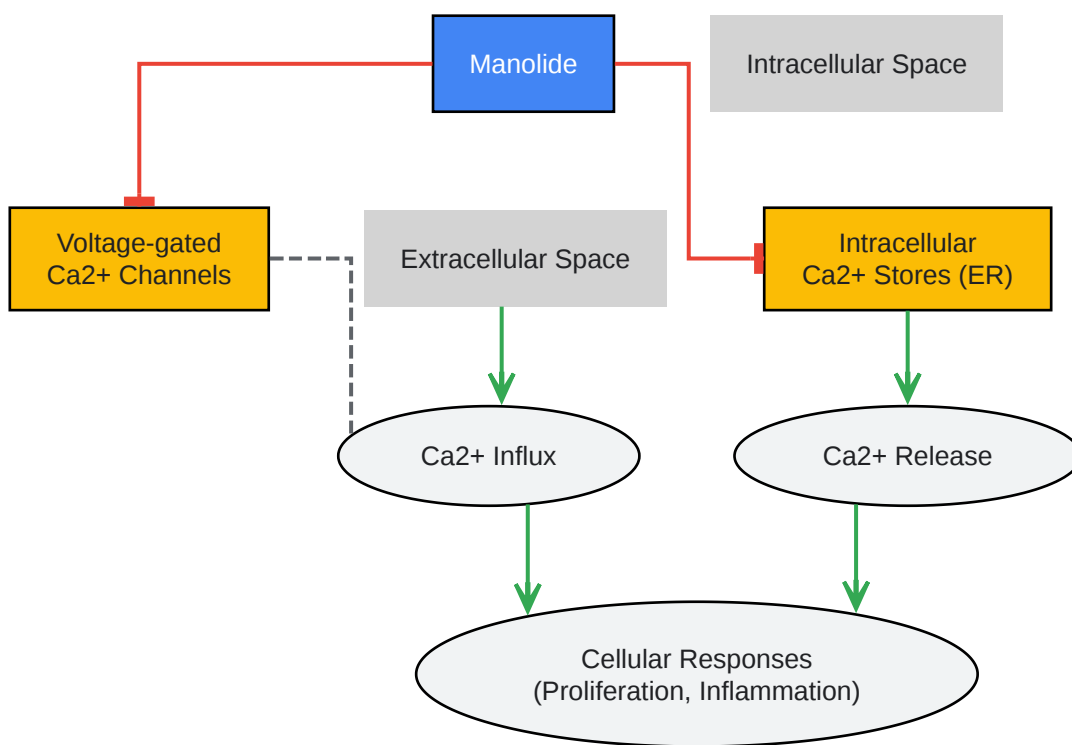 Manolide
Intracellular Space
Voltage-gated
Ca2+ Channels
Extracellular Space
Intracellular
Ca2+ Stores (ER)
Ca2+ Influx
Ca2+ Release
Cellular Responses
(Proliferation, Inflammation)